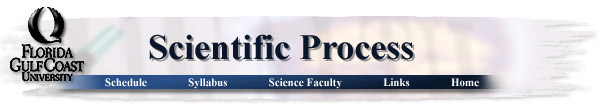 Scientific Process
FLORIDA
GULF COAST
UNIVERSITY
Schedule Syllabus Science Faculty Links Home